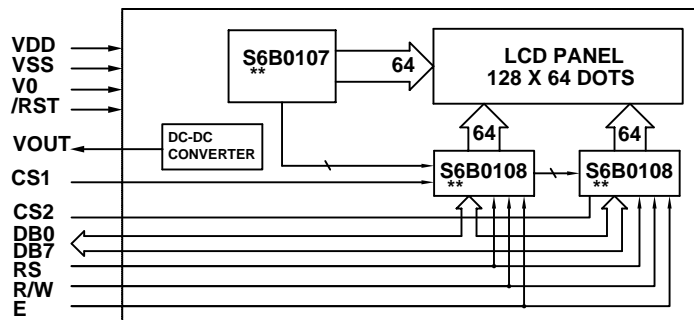 VDD
VSS
V0
/RST
VOUT
CS1
CS2
DB0
DB7
RS
R/W
E
S6B0107
**
64
LCD PANEL
128 X 64 DOTS
DC-DC
CONVERTER
64
64
S6B0108
**
S6B0108
**